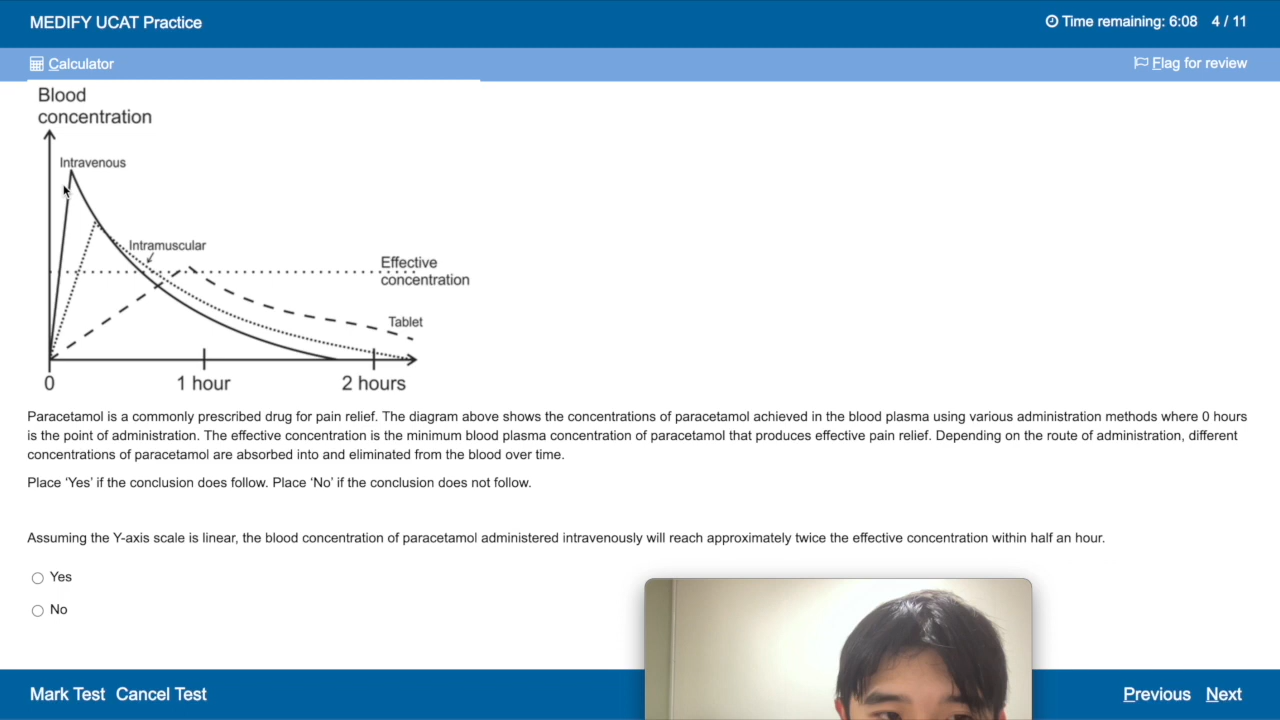 MEDIFY UCAT Practice
Time remaining: 6:08 4 / 11
Calculator
Flag for review
Blood
concentration
Intravenous
Intramuscular
Effective
concentration
Tablet
0 1 hour 2 hours
Paracetamol is a commonly prescribed drug for pain relief. The diagram above shows the concentrations of paracetamol achieved in the blood plasma using various administration methods where 0 hours
is the point of administration. The effective concentration is the minimum blood plasma concentration of paracetamol that produces effective pain relief. Depending on the route of administration, different
concentrations of paracetamol are absorbed into and eliminated from the blood over time.
Place ‘Yes’ if the conclusion does follow. Place ‘No’ if the conclusion does not follow.
Assuming the Y-axis scale is linear, the blood concentration of paracetamol administered intravenously will reach approximately twice the effective concentration within half an hour.
Yes
No
Mark Test Cancel Test
Previous Next